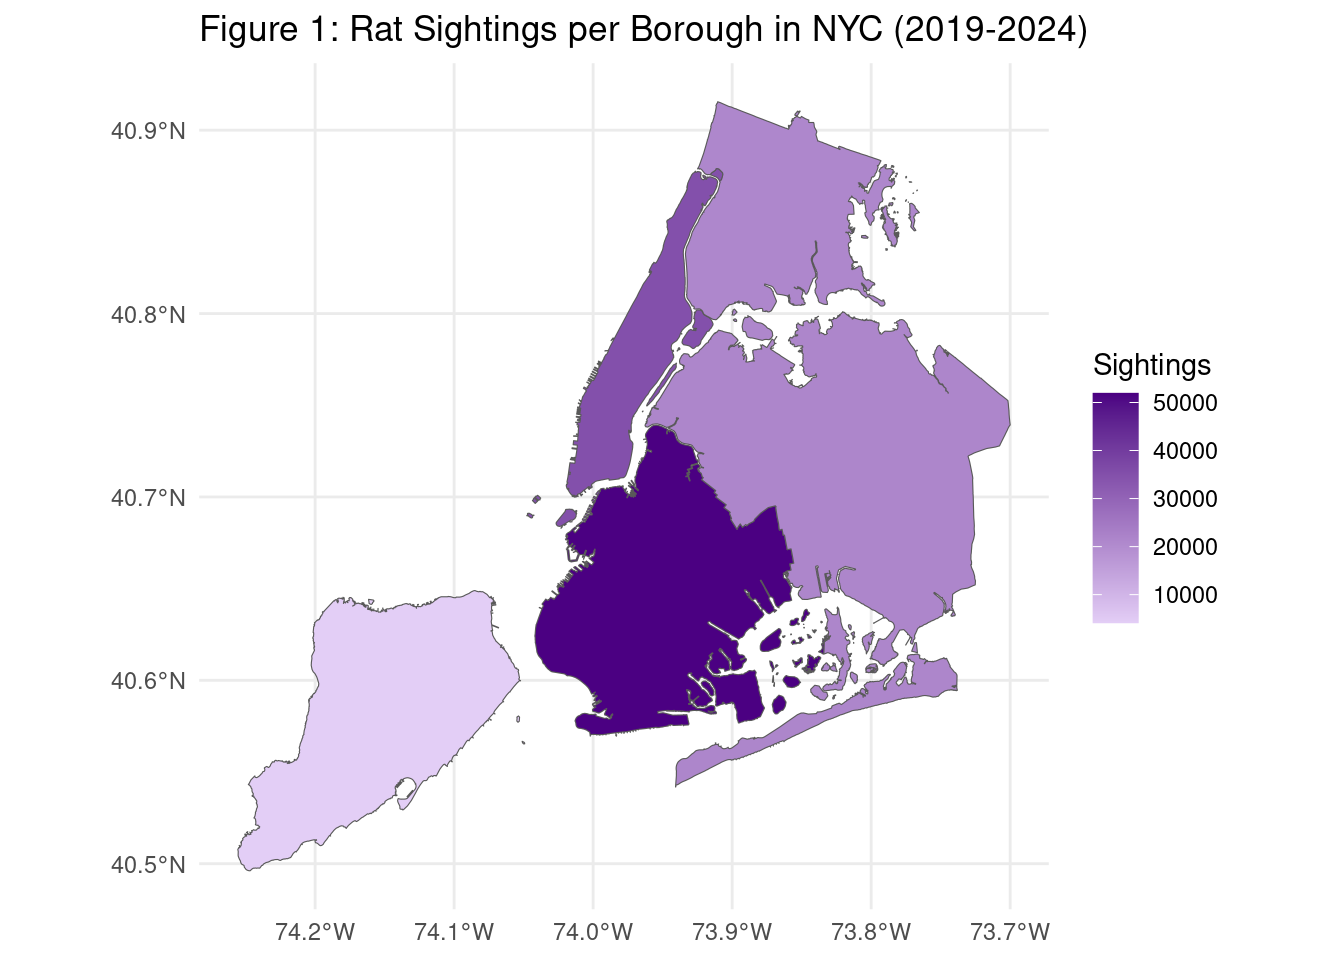 Figure 1: Rat Sightings per Borough in NYC (2019-2024)
40.9°N
40.8°N
40.7°N
40.6°N
40.5°N
74.2°W 74.1°W 74.0°W 73.9°W 73.8°W 73.7°W
Sightings
50000
40000
30000
20000
10000